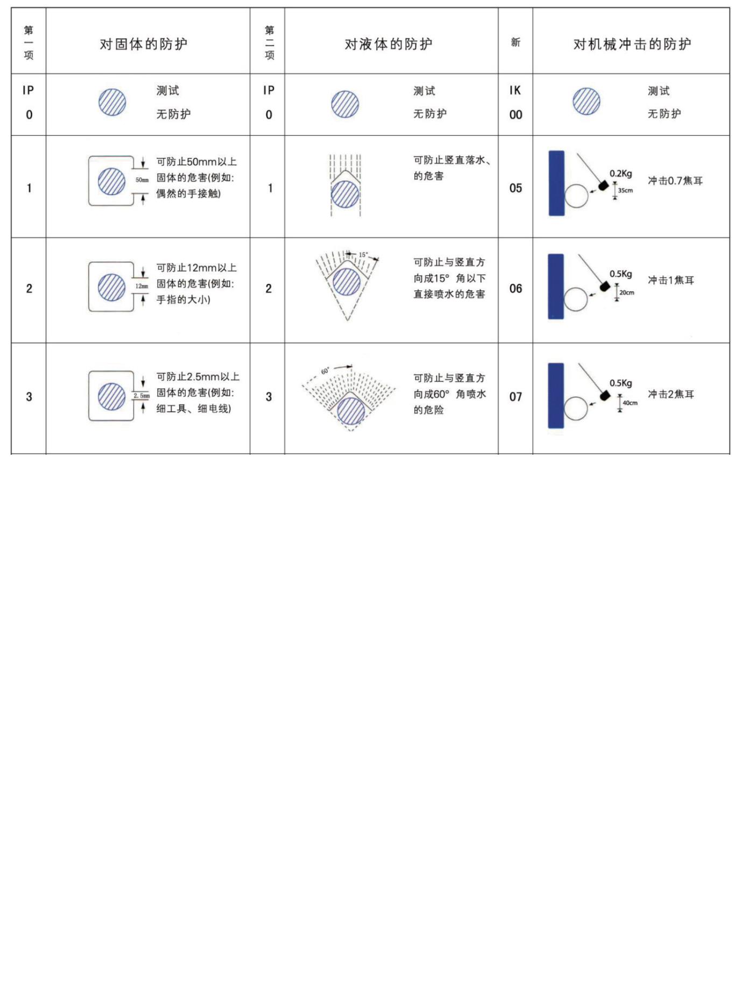 第一项
对固体的防护
第二项
对液体的防护
新
对机械冲击的防护
IP
0
测试
无防护
IP
0
测试
无防护
IK
00
测试
无防护
1
50mm
可防止50mm以上
固体的危害(例如:
偶然的手接触)
1
可防止竖直落水、
的危害
05
0.2Kg
35cm
冲击0.7焦耳
2
12mm
可防止12mm以上
固体的危害(例如:
手指的大小)
2
15°
可防止与竖直方
向成15° 角以下
直接喷水的危害
06
0.5Kg
20cm
冲击1焦耳
3
2.5mm
可防止2.5mm以上
固体的危害(例如:
细工具、细电线)
3
60°
可防止与竖直方
向成60° 角喷水
的危险
07
0.5Kg
40cm
冲击2焦耳